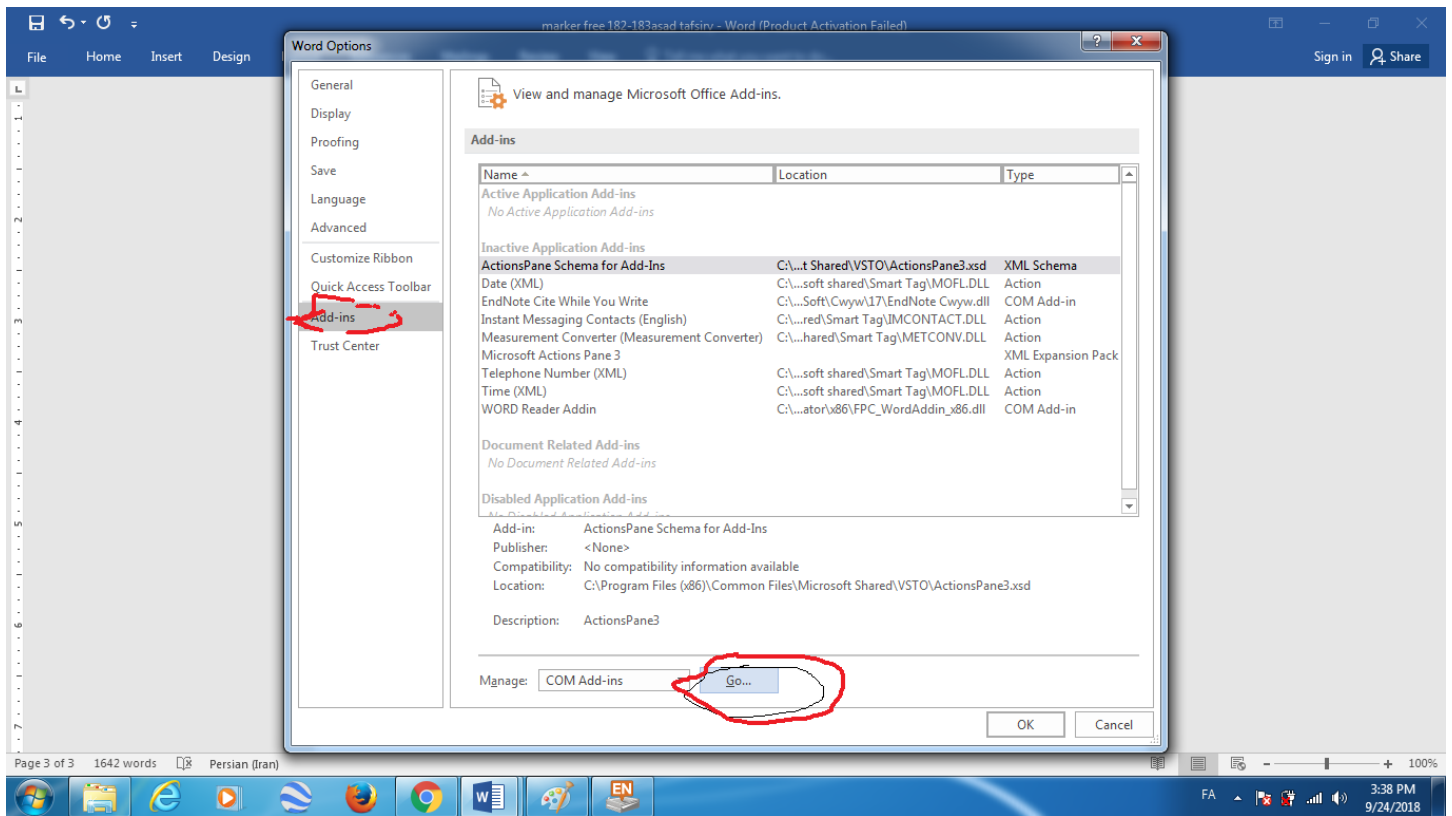 marker free 182-183asad tafsirv - Word (Product Activation Failed)
File Home Insert Design
Sign in Share
Word Options
General
Display
Proofing
Save
Language
Advanced
Customize Ribbon
Quick Access Toolbar
Add-ins
Trust Center
View and manage Microsoft Office Add-ins.
Add-ins
Name Location Type
Active Application Add-ins
No Active Application Add-ins
Inactive Application Add-ins
ActionsPane Schema for Add-Ins C:\...t Shared\VSTO\ActionsPane3.xsd XML Schema
Date (XML) C:\...soft shared\Smart Tag\MOFL.DLL Action
EndNote Cite While You Write C:\...Soft\Cwyw\17\EndNote Cwyw.dll COM Add-in
Instant Messaging Contacts (English) C:\...red\Smart Tag\IMCONTACT.DLL Action
Measurement Converter (Measurement Converter) C:\...hared\Smart Tag\METCONV.DLL Action
Microsoft Actions Pane 3 XML Expansion Pack
Telephone Number (XML) C:\...soft shared\Smart Tag\MOFL.DLL Action
Time (XML) C:\...soft shared\Smart Tag\MOFL.DLL Action
WORD Reader Addin C:\...ator\x86\FPC_WordAddin_x86.dll COM Add-in
Document Related Add-ins
No Document Related Add-ins
Disabled Application Add-ins
No Disabled Application Add-ins
Add-in: ActionsPane Schema for Add-Ins
Publisher: <None>
Compatibility: No compatibility information available
Location: C:\Program Files (x86)\Common Files\Microsoft Shared\VSTO\ActionsPane3.xsd
Description: ActionsPane3
Manage: COM Add-ins Go...
OK Cancel
Page 3 of 3 1642 words Persian (Iran) 100%
EN
FA
3:38 PM
9/24/2018